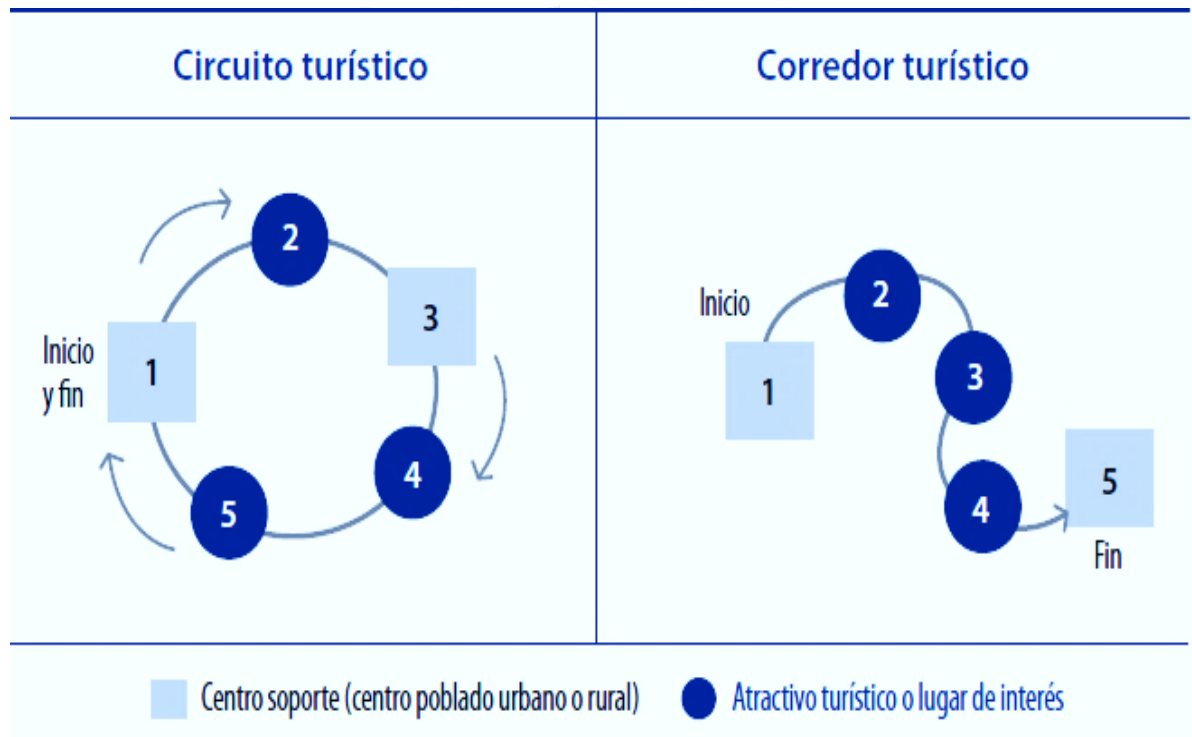 Circuito turístico
Corredor turístico
2
3
Inicio
y fin
1
4
5
Inicio
2
1
3
4
5
Fin
Centro soporte (centro poblado urbano o rural)
Atractivo turístico o lugar de interés